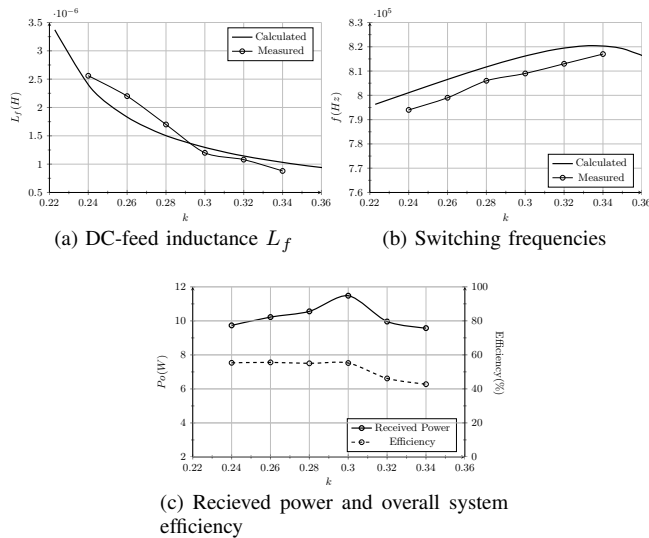 ·10⁻⁶
3.5
3
2.5
2
1.5
1
0.5
L_f(H)
Calculated
Measured
0.22 0.24 0.26 0.28 0.30 0.32 0.34 0.36
k
(a) DC-feed inductance L_f
·10⁵
8.3
8.2
8.1
8
7.9
7.8
7.7
7.6
f(Hz)
Calculated
Measured
0.22 0.24 0.26 0.28 0.30 0.32 0.34 0.36
k
(b) Switching frequencies
12
10
8
6
4
2
Po(W)
100
80
60
40
20
0
Efficiency(%)
Received Power
Efficiency
0.22 0.24 0.26 0.28 0.3 0.32 0.34 0.36
k
(c) Recieved power and overall system
efficiency